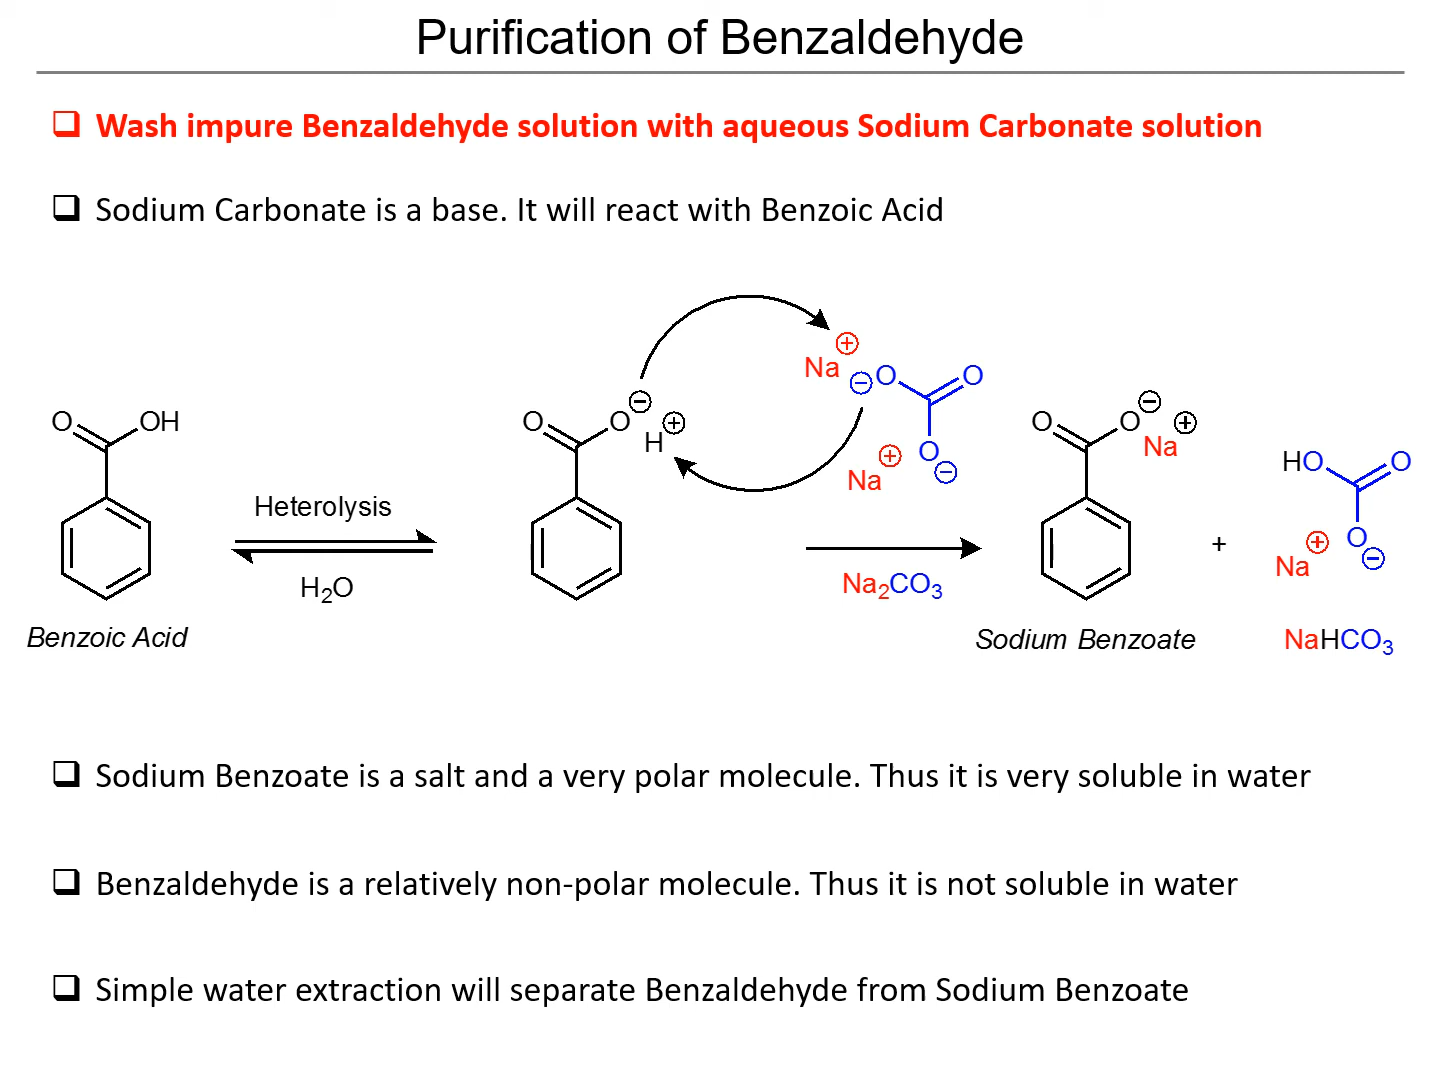 Purification of Benzaldehyde
Wash impure Benzaldehyde solution with aqueous Sodium Carbonate solution
Sodium Carbonate is a base. It will react with Benzoic Acid
O OH
Heterolysis
H₂O
Benzoic Acid
O O⊖
H⊕
Na⊕
⊖O O
Na⊕ O⊖
Na₂CO₃
O O⊖
Na⊕
Sodium Benzoate
+
HO O
Na⊕ O⊖
NaHCO₃
Sodium Benzoate is a salt and a very polar molecule. Thus it is very soluble in water
Benzaldehyde is a relatively non-polar molecule. Thus it is not soluble in water
Simple water extraction will separate Benzaldehyde from Sodium Benzoate